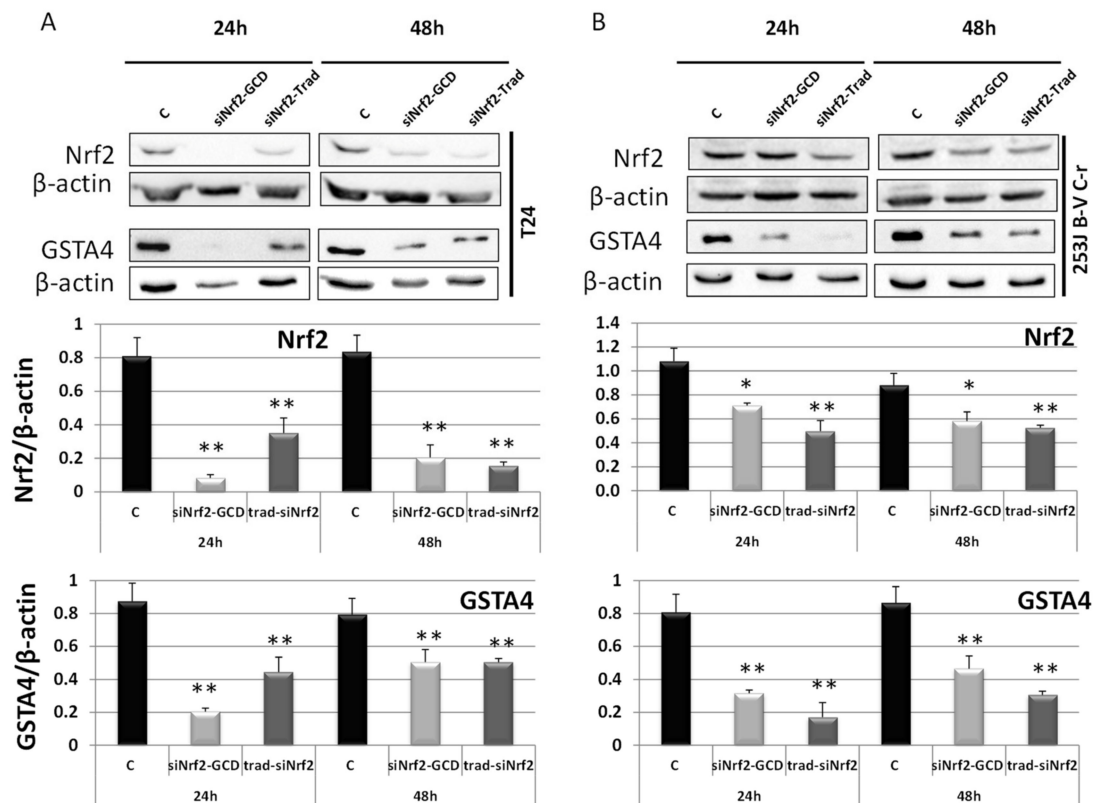 A
24h 48h
C siNrf2-GCD siNrf2-Trad C siNrf2-GCD siNrf2-Trad
Nrf2
β-actin
GSTA4
β-actin
T24
Nrf2
Nrf2/β-actin
1
0.8
0.6
0.4
0.2
0
** ** ** **
C siNrf2-GCD trad-siNrf2 C siNrf2-GCD trad-siNrf2
24h 48h
GSTA4
GSTA4/β-actin
1
0.8
0.6
0.4
0.2
0
** ** ** **
C siNrf2-GCD trad-siNrf2 C siNrf2-GCD trad-siNrf2
24h 48h
B
24h 48h
C siNrf2-GCD siNrf2-Trad C siNrf2-GCD siNrf2-Trad
Nrf2
β-actin
GSTA4
β-actin
253J B-V C-r
Nrf2
1.4
1.2
1.0
0.8
0.6
0.4
0.2
0.0
* ** * **
C siNrf2-GCD trad-siNrf2 C siNrf2-GCD trad-siNrf2
24h 48h
GSTA4
1
0.8
0.6
0.4
0.2
0
** ** ** **
C siNrf2-GCD trad-siNrf2 C siNrf2-GCD trad-siNrf2
24h 48h